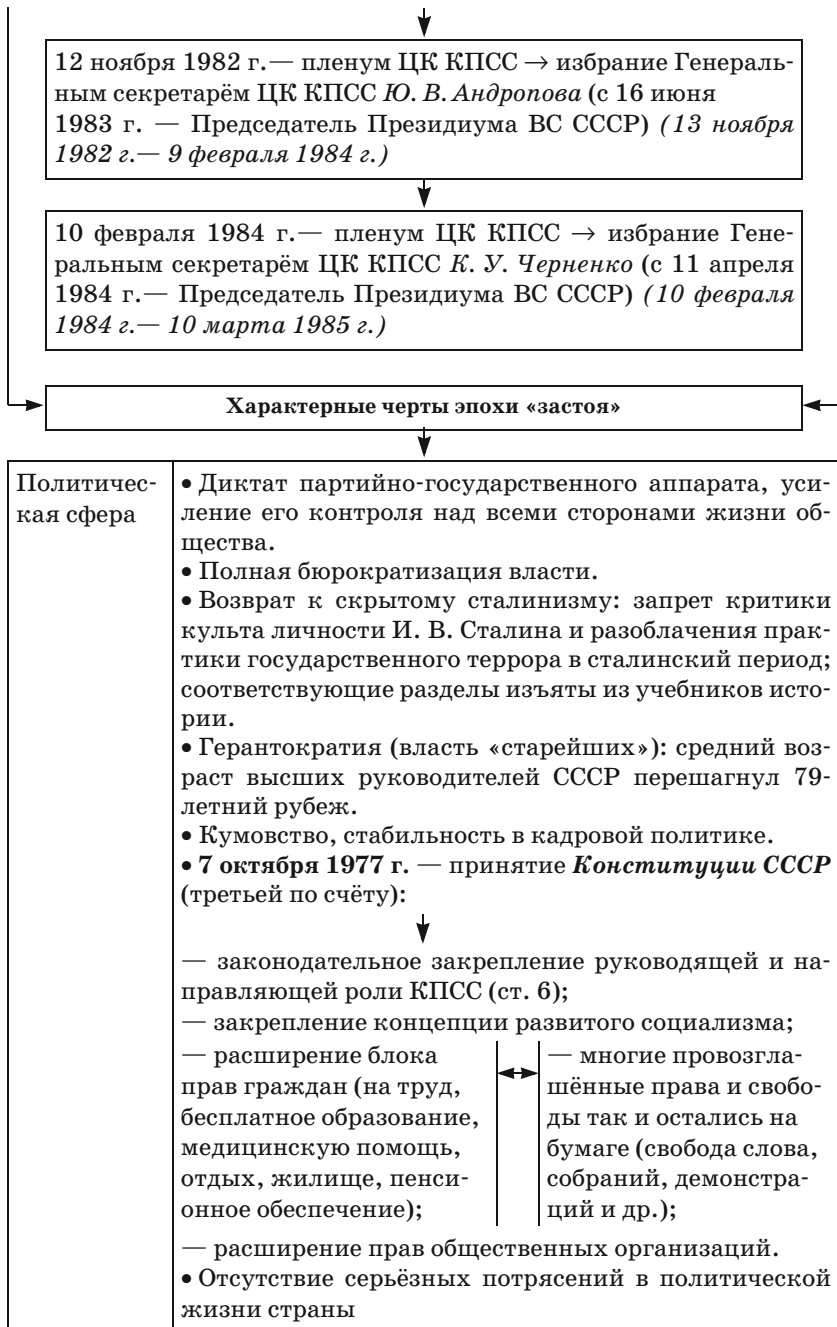 12 ноября 1982 г.— пленум ЦК КПСС → избрание Генераль-
ным секретарём ЦК КПСС Ю. В. Андропова (с 16 июня
1983 г. — Председатель Президиума ВС СССР) (13 ноября
1982 г.— 9 февраля 1984 г.)
10 февраля 1984 г.— пленум ЦК КПСС → избрание Гене-
ральным секретарём ЦК КПСС К. У. Черненко (с 11 апреля
1984 г.— Председатель Президиума ВС СССР) (10 февраля
1984 г.— 10 марта 1985 г.)
Характерные черты эпохи «застоя»
Политичес-
кая сфера
• Диктат партийно-государственного аппарата, уси-
ление его контроля над всеми сторонами жизни об-
щества.
• Полная бюрократизация власти.
• Возврат к скрытому сталинизму: запрет критики
культа личности И. В. Сталина и разоблачения прак-
тики государственного террора в сталинский период;
соответствующие разделы изъяты из учебников исто-
рии.
• Герантократия (власть «старейших»): средний воз-
раст высших руководителей СССР перешагнул 79-
летний рубеж.
• Кумовство, стабильность в кадровой политике.
• 7 октября 1977 г. — принятие Конституции СССР
(третьей по счёту):
— законодательное закрепление руководящей и на-
правляющей роли КПСС (ст. 6);
— закрепление концепции развитого социализма;
— расширение блока
прав граждан (на труд,
бесплатное образование,
медицинскую помощь,
отдых, жилище, пенси-
онное обеспечение);
— многие провозгла-
шённые права и свобо-
ды так и остались на
бумаге (свобода слова,
собраний, демонстра-
ций и др.);
— расширение прав общественных организаций.
• Отсутствие серьёзных потрясений в политической
жизни страны